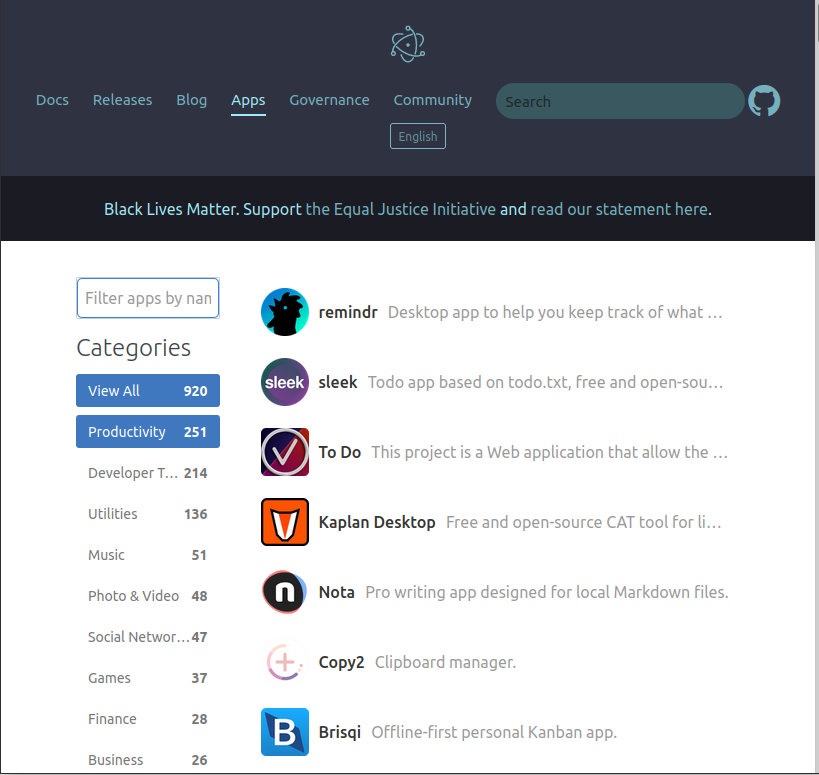 Docs Releases Blog Apps Governance Community Search
English
Black Lives Matter. Support the Equal Justice Initiative and read our statement here.
Filter apps by nam
Categories
View All 920
Productivity 251
Developer T... 214
Utilities 136
Music 51
Photo & Video 48
Social Networ... 47
Games 37
Finance 28
Business 26
remindr Desktop app to help you keep track of what ...
sleek
sleek Todo app based on todo.txt, free and open-sou...
To Do This project is a Web application that allow the ...
Kaplan Desktop Free and open-source CAT tool for li...
n
Nota Pro writing app designed for local Markdown files.
Copy2 Clipboard manager.
B
Brisqi Offline-first personal Kanban app.